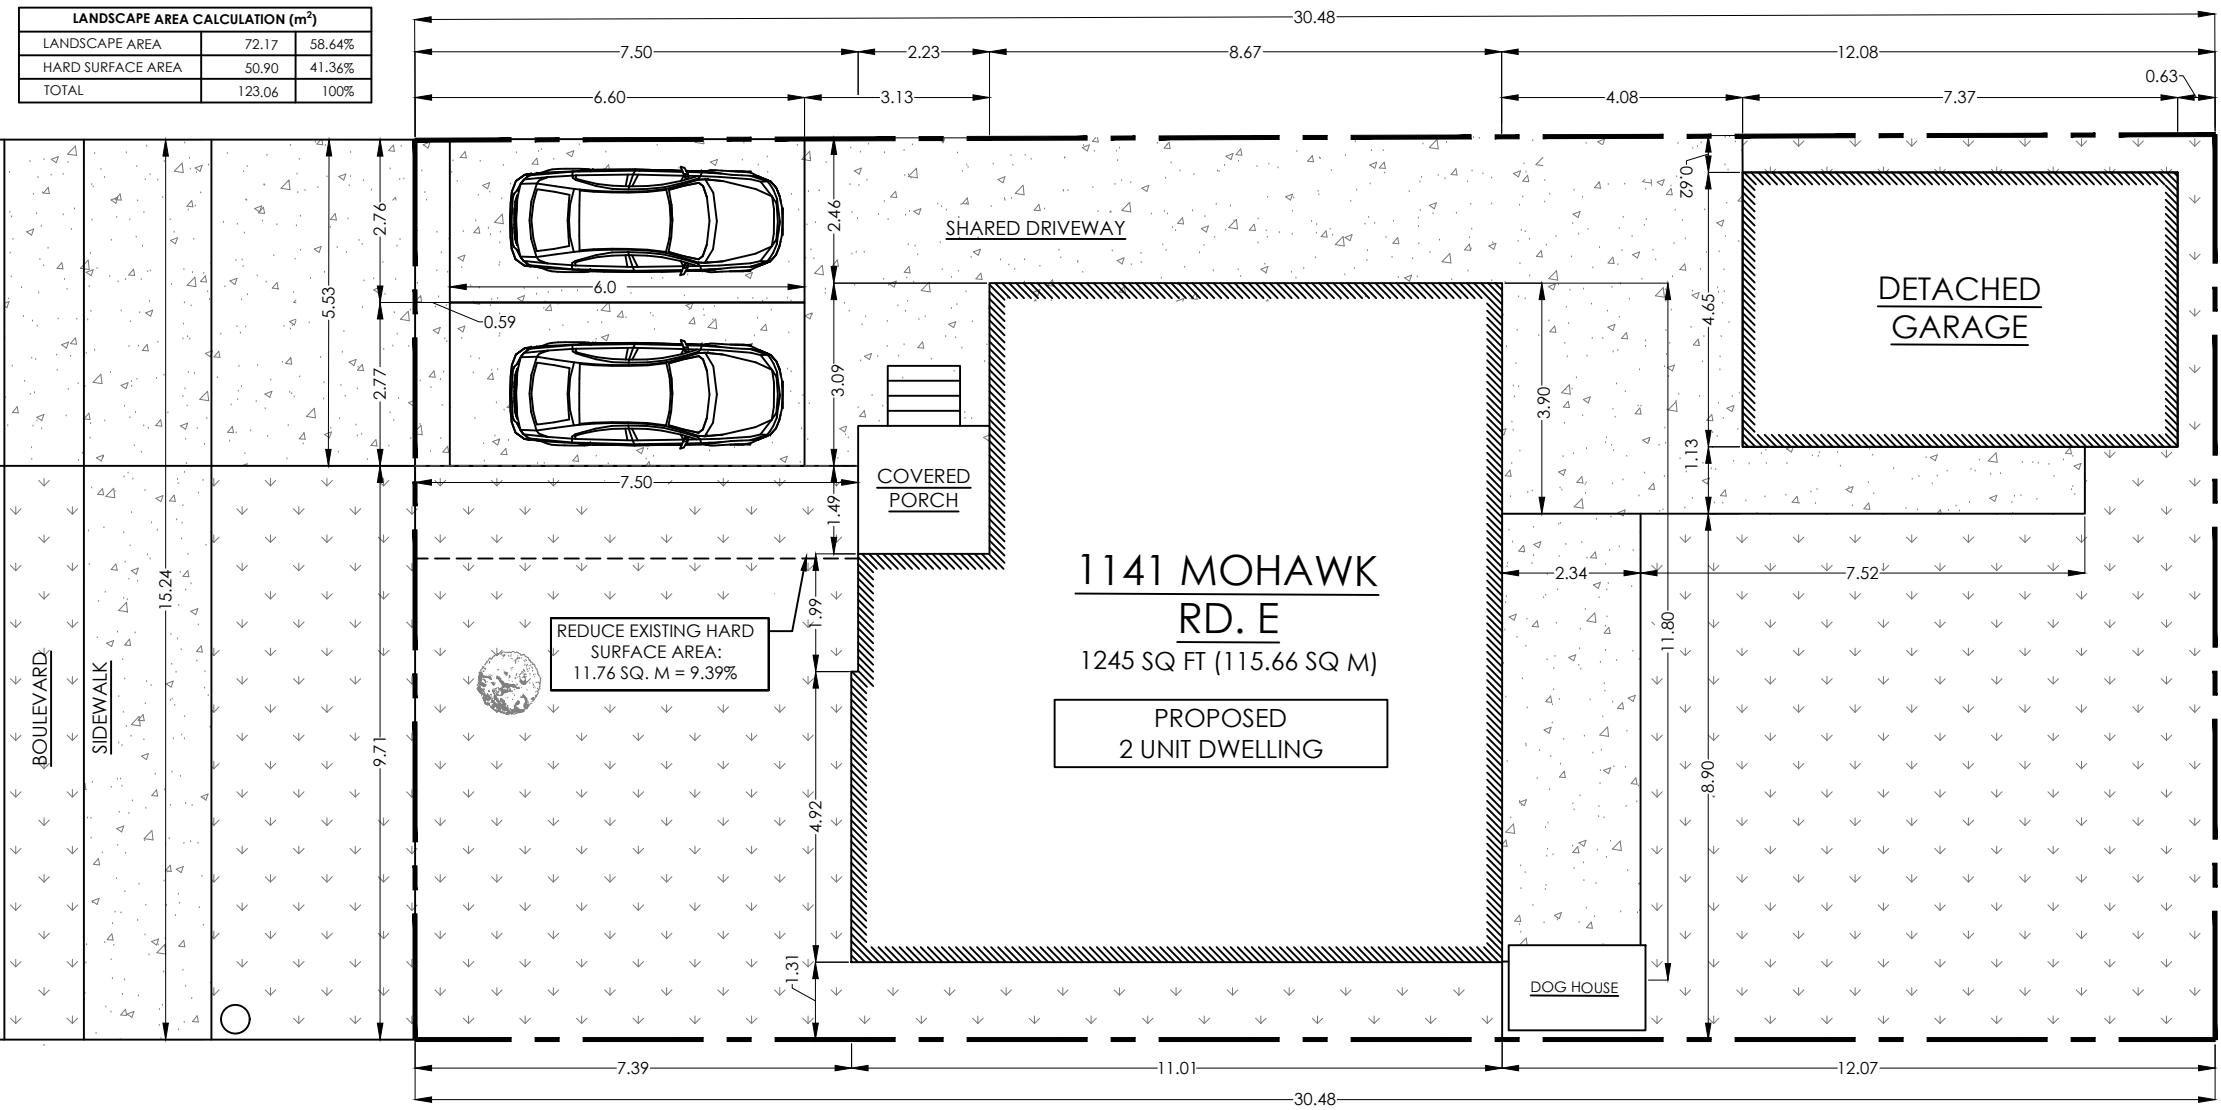 LANDSCAPE AREA CALCULATION (m²)
LANDSCAPE AREA 72.17 58.64%
HARD SURFACE AREA 50.90 41.36%
TOTAL 123.06 100%
30.48
7.50 2.23 8.67 12.08
0.63
6.60 3.13 4.08 7.37
2.76
5.53
2.77
15.24
9.71
0.59
6.0
2.46
3.09
SHARED DRIVEWAY
0.62
4.65
1.13
DETACHED
GARAGE
3.90
7.50
1.49
COVERED
PORCH
1141 MOHAWK
RD. E
1245 SQ FT (115.66 SQ M)
PROPOSED
2 UNIT DWELLING
2.34 7.52
11.80
8.90
REDUCE EXISTING HARD
SURFACE AREA:
11.76 SQ. M = 9.39%
1.99
4.92
1.31
BOULEVARD
SIDEWALK
DOG HOUSE
7.39 11.01 12.07
30.48